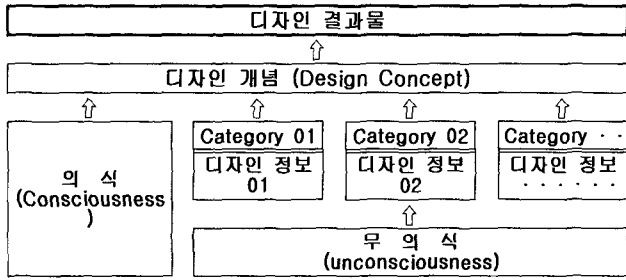 디자인 결과물
디자인 개념 (Design Concept)
의 식
(Consciousness
)
Category 01
디자인 정보
01
Category 02
디자인 정보
02
Category · ·
디자인 정보
· · · · · ·
무 의 식
(unconsciousness)